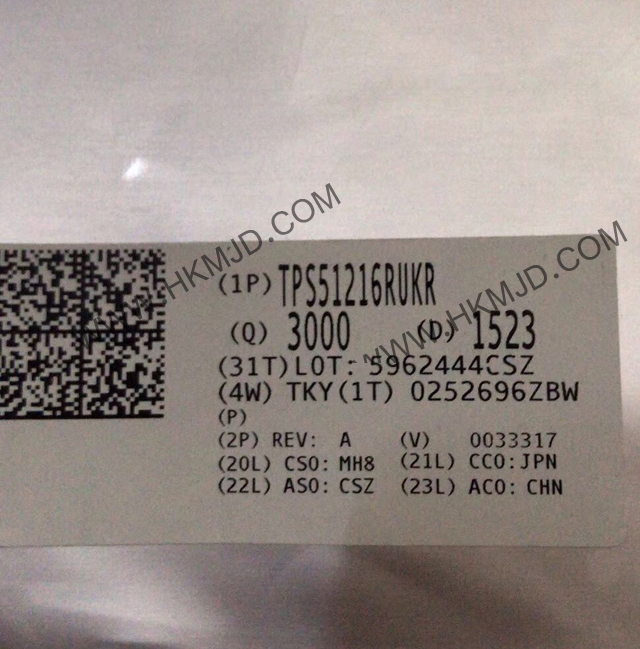 (1P) TPS51216RUKR
(Q) 3000 (D) 1523
(31T)LOT: 5962444CSZ
(4W) TKY(1T) 0252696ZBW
(P)
(2P) REV: A (V) 0033317
(20L) CSO: MH8 (21L) CCO:JPN
(22L) ASO: CSZ (23L) ACO: CHN
WWW.HKMJD.COM
WWW.HKMJD.COM